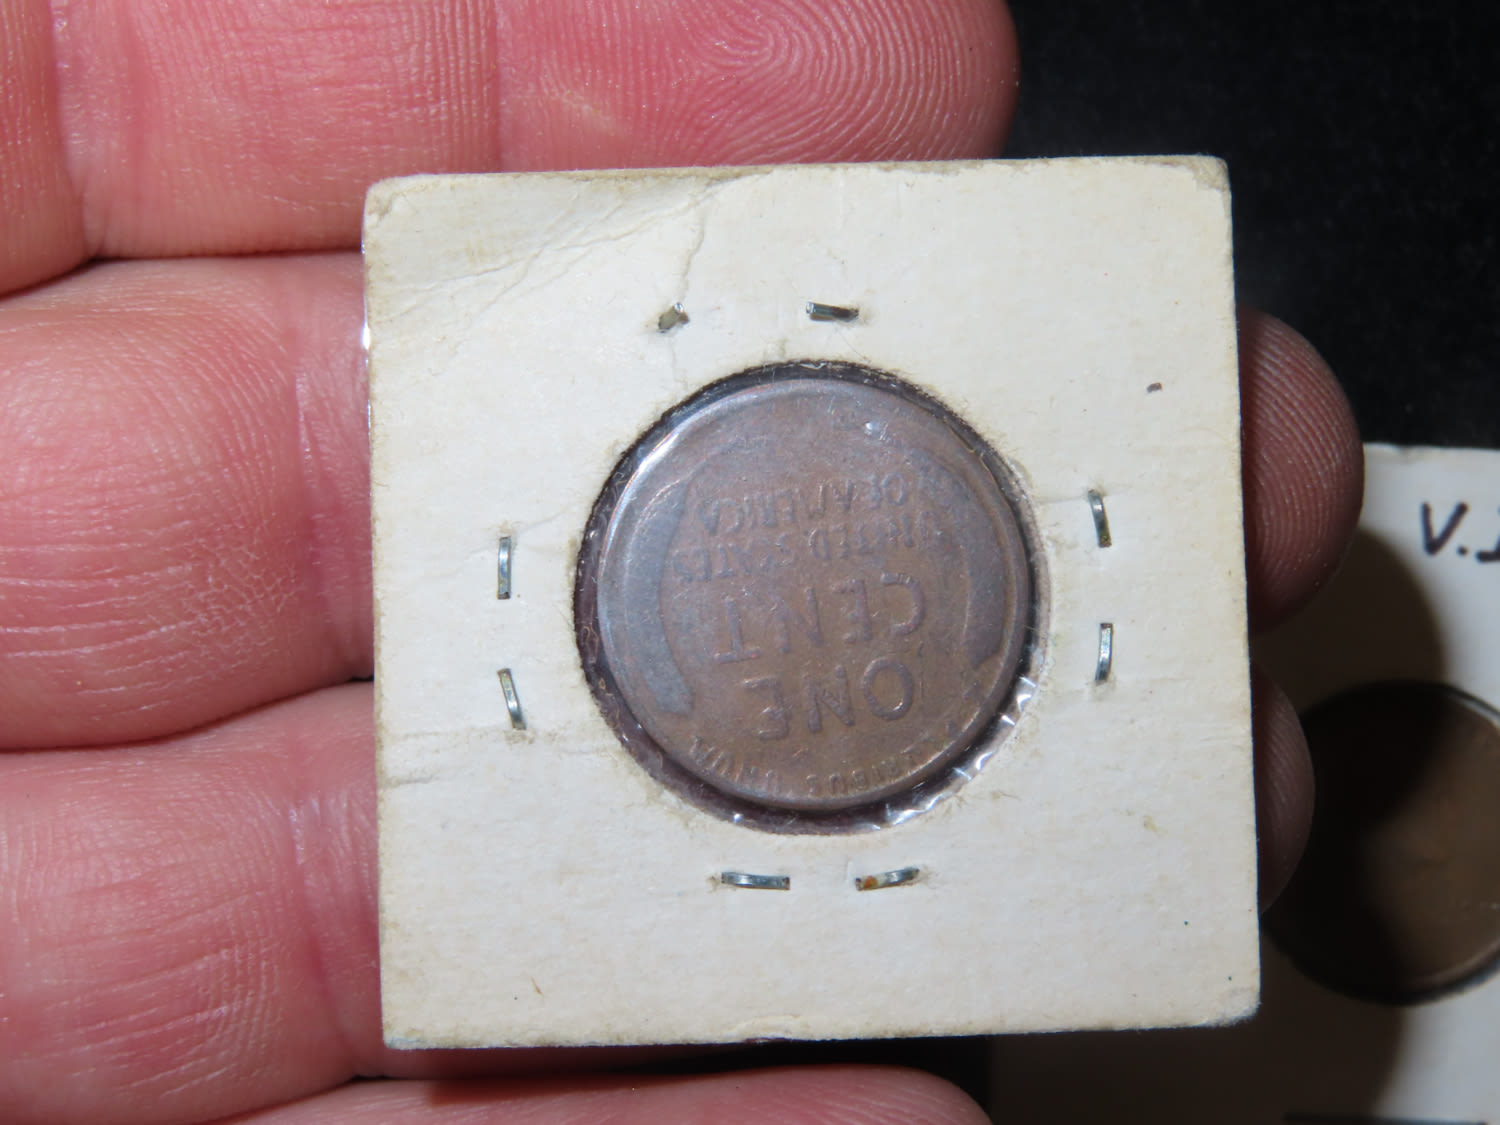 PLURIBUS UNUM
ONE
CENT
UNITED STATES
OF AMERICA